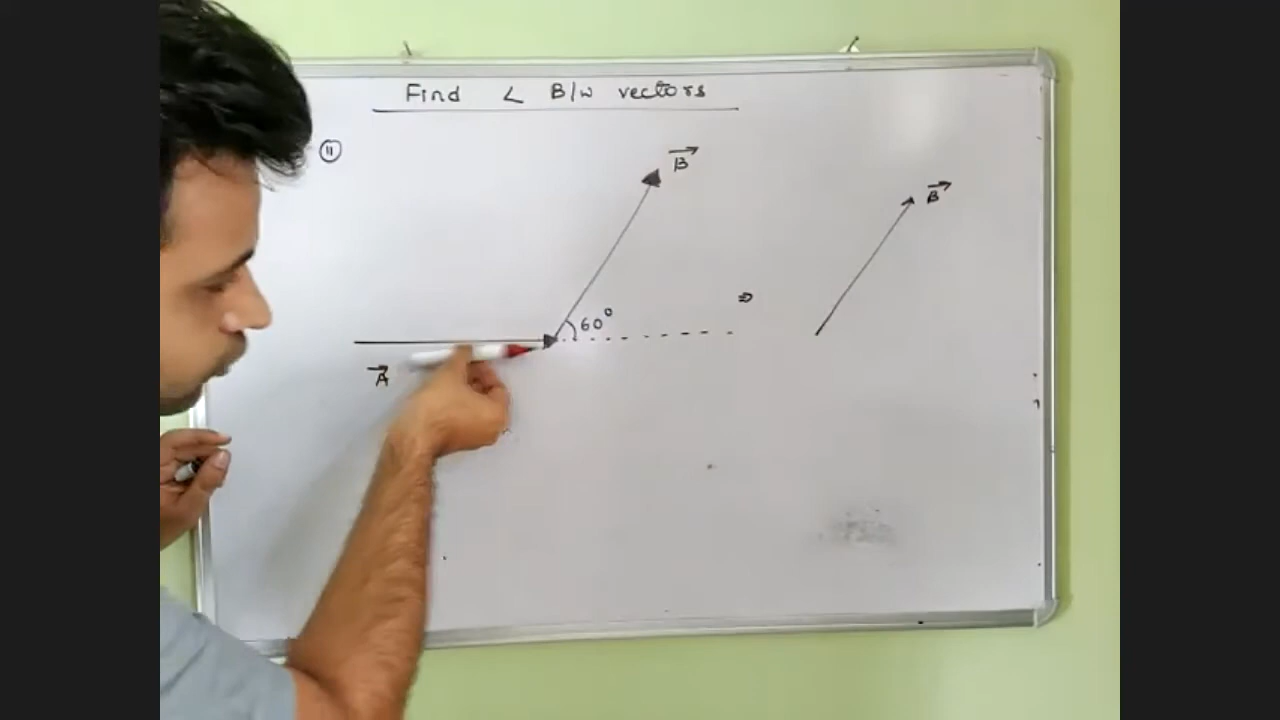 Find ∠ B/w vectors
11
B
B
⇒
60°
A